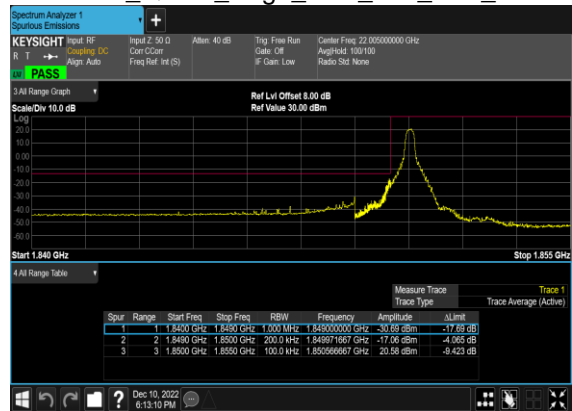 Spectrum Analyzer 1
Spurious Emissions
+
KEYSIGHT Input: RF Input Z: 50 Ω Atten: 40 dB Trig: Free Run Center Freq: 22.005000000 GHz
R T Coupling: DC Corr CCorr Gate: Off Avg|Hold: 100/100
Align: Auto Freq Ref: Int (S) IF Gain: Low Radio Std: None
PASS
3 All Range Graph Ref Lvl Offset 8.00 dB
Scale/Div 10.0 dB Ref Value 30.00 dBm
Log
20.0
10.0
0.00
-10.0
-20.0
-30.0
-40.0
-50.0
-60.0
Start 1.840 GHz Stop 1.855 GHz
4 All Range Table
Measure Trace Trace 1
Trace Type Trace Average (Active)
Spur Range Start Freq Stop Freq RBW Frequency Amplitude ΔLimit
1 1 1.8400 GHz 1.8490 GHz 1.000 MHz 1.849000000 GHz -30.69 dBm -17.69 dB
2 2 1.8490 GHz 1.8500 GHz 200.0 kHz 1.849971667 GHz -17.06 dBm -4.065 dB
3 3 1.8500 GHz 1.8550 GHz 100.0 kHz 1.850566667 GHz 20.58 dBm -9.423 dB
? Dec 10, 2022
6:13:10 PM